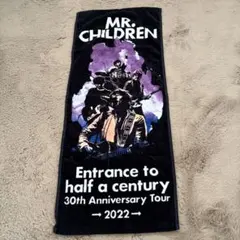 MR.
CHILDREN
Entrance to
half a century
30th Anniversary Tour
→2022→